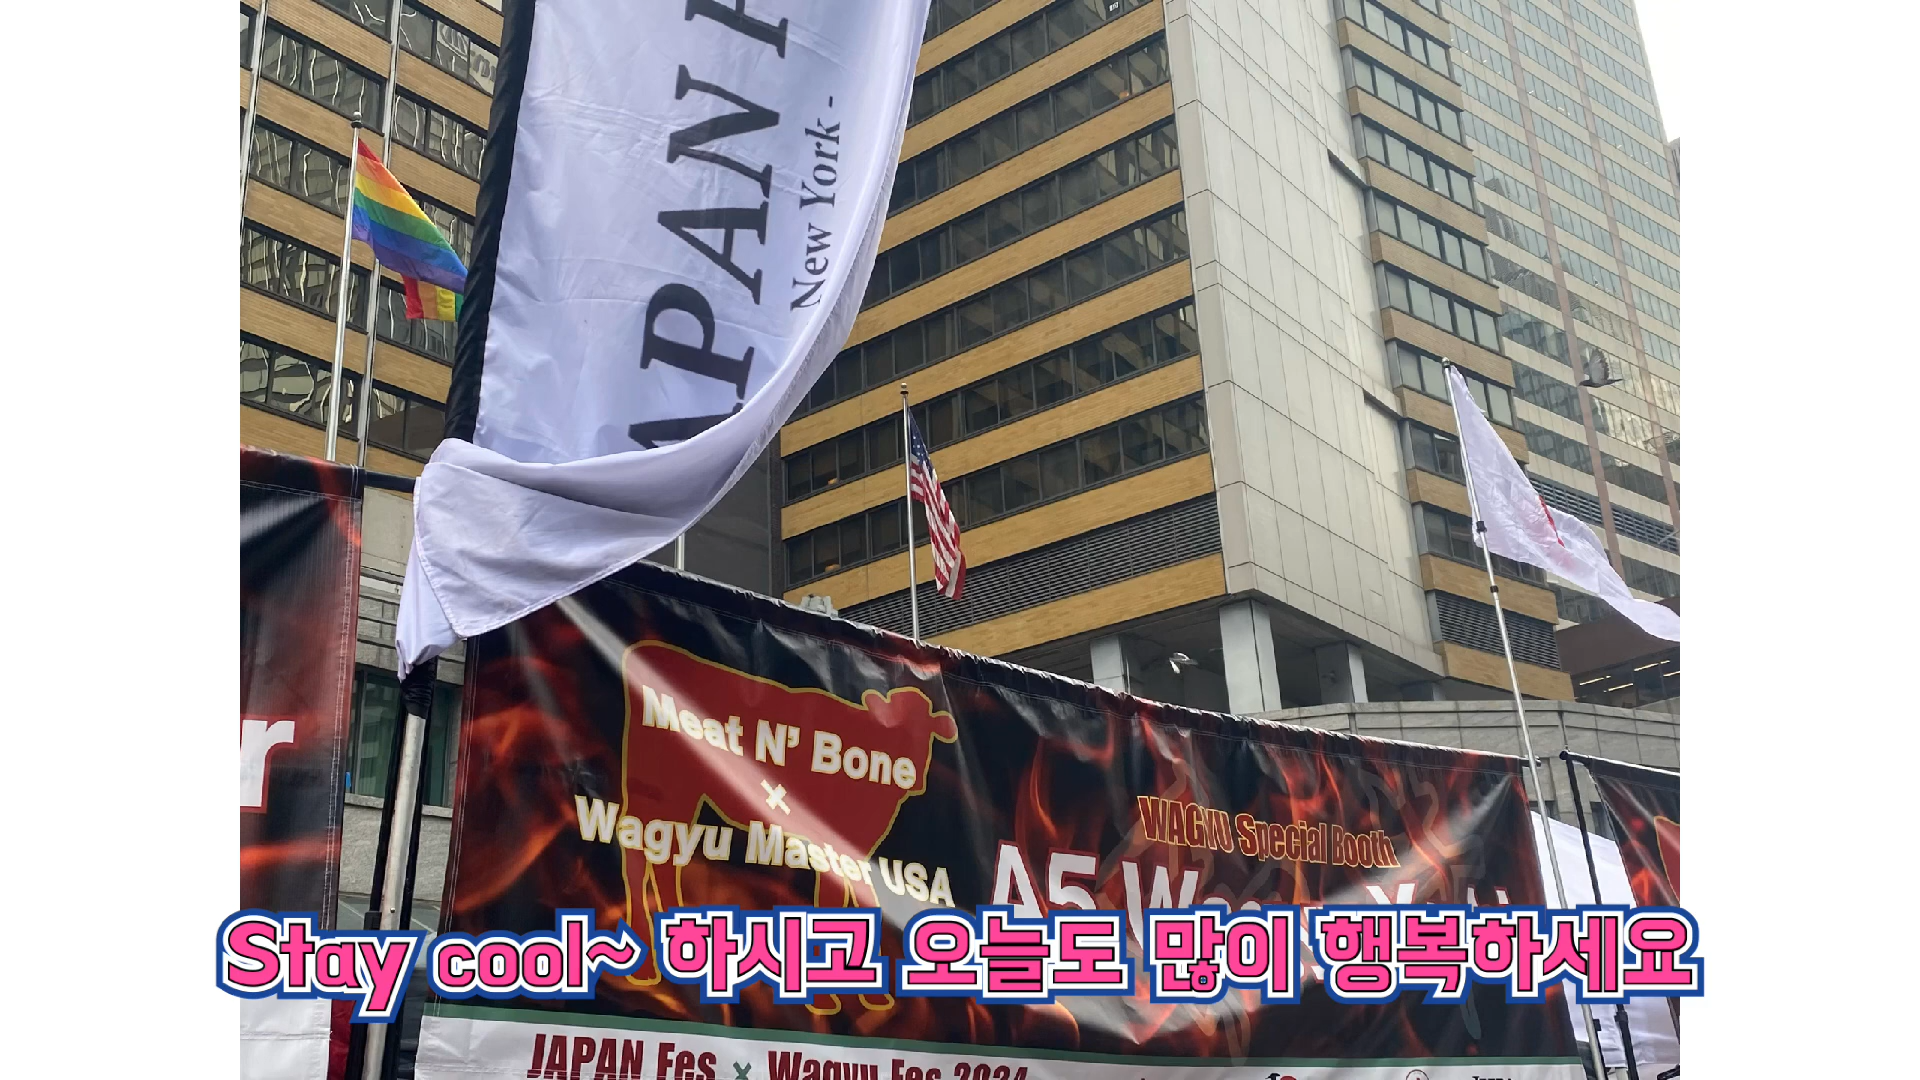 APAN F
New York -
r
Meat N' Bone
×
Wagyu Master USA
WAGYU Special Booth
A5
Stay cool~ 하시고 오늘도 많이 행복하세요
JAPAN Fes × Wagyu Fes 2024